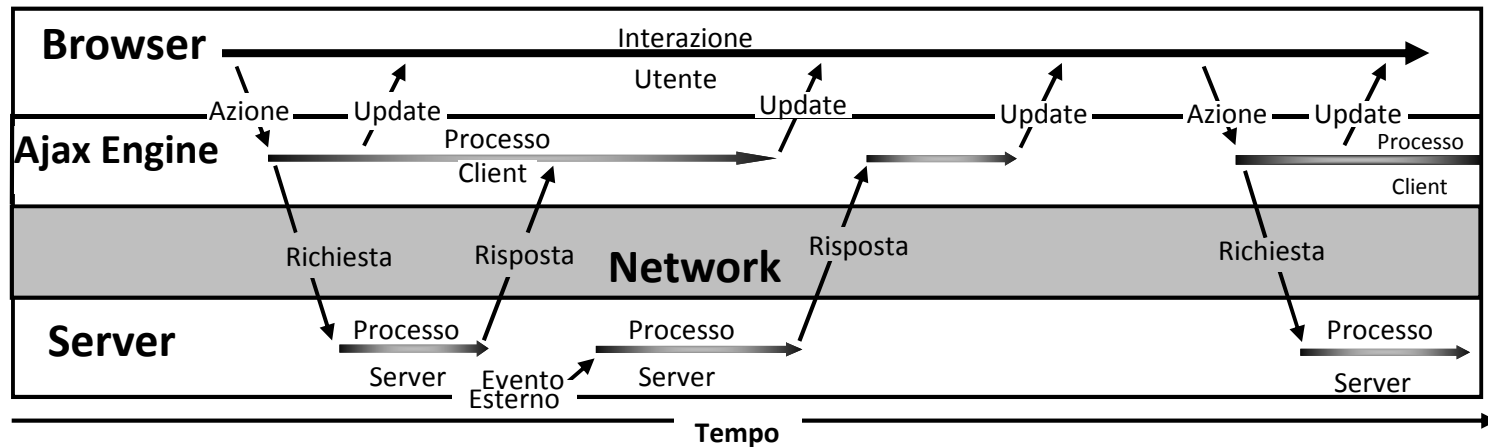 Browser
Interazione
Utente
Azione
Update
Update
Update
Azione
Update
Ajax Engine
Processo
Client
Processo
Client
Richiesta
Risposta
Network
Risposta
Richiesta
Server
Processo
Server
Evento
Esterno
Processo
Server
Processo
Server
Tempo